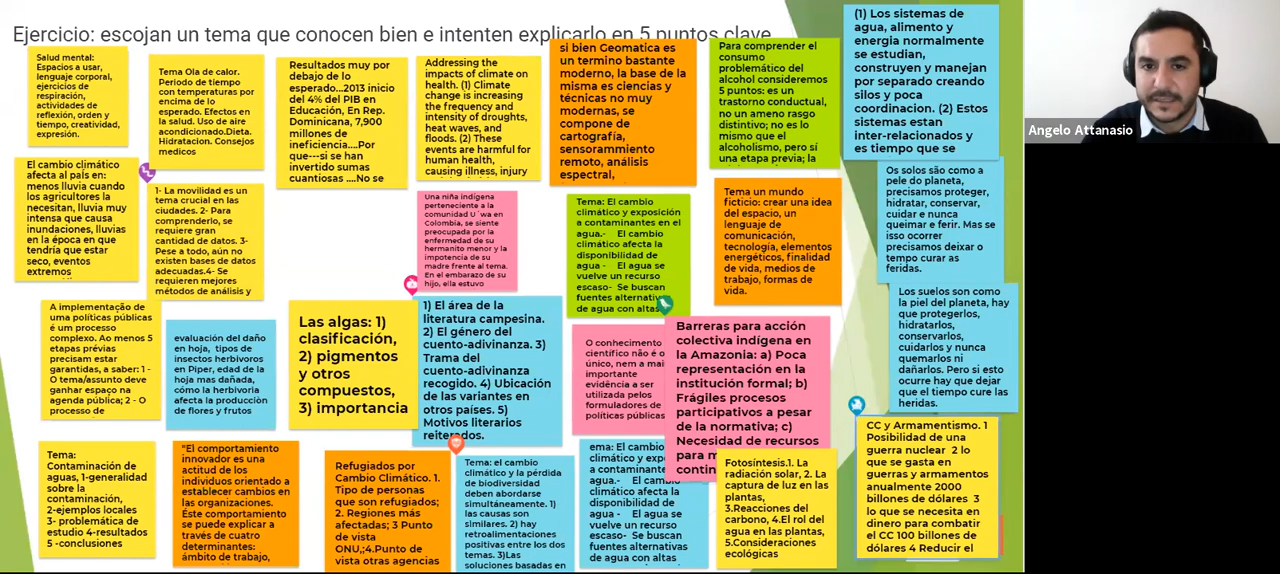 Ejercicio: escojan un tema que conocen bien e intenten explicarlo en 5 puntos clave
Salud mental:
Espacios a usar,
lenguaje corporal,
ejercicios de
respiración,
actividades de
reflexión, orden y
tiempo, creatividad,
expresión.
Tema Ola de calor.
Periodo de tiempo
con temperaturas por
encima de lo
esperado. Efectos en
la salud. Uso de aire
acondicionado.Dieta.
Hidratacion. Consejos
medicos
Resultados muy por
debajo de lo
esperado...2013 inicio
del 4% del PIB en
Educación, En Rep.
Dominicana, 7,900
millones de
ineficiencia....Por
que---si se han
invertido sumas
cuantiosas ....No se
Addressing the
impacts of climate on
health. (1) Climate
change is increasing
the frequency and
intensity of droughts,
heat waves, and
floods. (2) These
events are harmful for
human health,
causing illness, injury
si bien Geomatica es
un termino bastante
moderno, la base de la
misma es ciencias y
técnicas no muy
modernas, se
compone de
cartografía,
sensorammiento
remoto, análisis
espectral,
Para comprender el
consumo
problemático del
alcohol consideremos
5 puntos: es un
trastorno conductual,
no un ameno rasgo
distintivo; no es lo
mismo que el
alcoholismo, pero sí
una etapa previa; la
(1) Los sistemas de
agua, alimento y
energia normalmente
se estudian,
construyen y manejan
por separado creando
silos y poca
coordinacion. (2) Estos
sistemas estan
inter-relacionados y
es tiempo que se
Angelo Attanasio
El cambio climático
afecta al país en:
menos lluvia cuando
los agricultores la
necesitan, lluvia muy
intensa que causa
inundaciones, lluvias
en la época en que
tendría que estar
seco, eventos
extremos
1- La movilidad es un
tema crucial en las
ciudades. 2- Para
comprenderlo, se
requiere gran
cantidad de datos. 3-
Pese a todo, aún no
existen bases de datos
adecuadas.4- Se
requieren mejores
métodos de análisis y
Una niña indígena
perteneciente a la
comunidad U´wa en
Colombia, se siente
preocupada por la
enfermedad de su
hermanito menor y la
impotencia de su
madre frente al tema.
En el embarazo de su
hijo, ella estuvo
Tema: El cambio
climático y exposición
a contaminantes en el
agua.- El cambio
climático afecta la
disponibilidad de
agua - El agua se
vuelve un recurso
escaso- Se buscan
fuentes alternativ
de agua con altas
Tema un mundo
ficticio: crear una idea
del espacio, un
lenguaje de
comunicación,
tecnología, elementos
energéticos, finalidad
de vida, medios de
trabajo, formas de
vida.
Os solos são como a
pele do planeta,
precisamos proteger,
hidratar, conservar,
cuidar e nunca
queimar e ferir. Mas se
isso ocorrer
precisamos deixar o
tempo curar as
feridas.
A implementação de
uma políticas públicas
é um processo
complexo. Ao menos 5
etapas prévias
precisam estar
garantidas, a saber: 1 -
O tema/assunto deve
ganhar espaço na
agenda pública; 2 - O
processo de
evaluación del daño
en hoja, tipos de
insectos herbivoros
en Piper, edad de la
hoja mas dañada,
cómo la herbivoria
afecta la producciòn
de flores y frutos
Las algas: 1)
clasificación,
2) pigmentos
y otros
compuestos,
3) importancia
1) El área de la
literatura campesina.
2) El género del
cuento-adivinanza. 3)
Trama del
cuento-adivinanza
recogido. 4) Ubicación
de las variantes en
otros países. 5)
Motivos literarios
reiterados.
O conhecimento
científico não é o
único, nem a mais
importante
evidência a ser
utilizada pelos
formuladores de
políticas públicas
Barreras para acción
colectiva indígena en
la Amazonia: a) Poca
representación en la
institución formal; b)
Frágiles procesos
participativos a pesar
de la normativa; c)
Necesidad de recursos
para m
contin
Los suelos son como
la piel del planeta, hay
que protegerlos,
hidratarlos,
conservarlos,
cuidarlos y nunca
quemarlos ni
dañarlos. Pero si esto
ocurre hay que dejar
que el tiempo cure las
heridas.
Tema:
Contaminación de
aguas, 1-generalidad
sobre la
contaminación,
2-ejemplos locales
3- problemática de
estudio 4-resultados
5 -conclusiones
"El comportamiento
innovador es una
actitud de los
individuos orientado a
establecer cambios en
las organizaciones.
Éste comportamiento
se puede explicar a
través de cuatro
determinantes:
ámbito de trabajo,
Refugiados por
Cambio Climático. 1.
Tipo de personas
que son refugiados;
2. Regiones más
afectadas; 3 Punto
de vista
ONU,;4.Punto de
vista otras agencias
Tema: el cambio
climático y la pérdida
de biodiversidad
deben abordarse
simultáneamente. 1)
las causas son
similares. 2) hay
retroalimentaciones
positivas entre los dos
temas. 3)Las
soluciones basadas en
ema: El cambio
climático y expo
a contaminante
agua.- El cambi
climático afecta la
disponibilidad de
agua - El agua se
vuelve un recurso
escaso- Se buscan
fuentes alternativas
de agua con altas
Fotosíntesis.1. La
radiación solar, 2. La
captura de luz en las
plantas,
3.Reacciones del
carbono, 4.El rol del
agua en las plantas,
5.Consideraciones
ecológicas
CC y Armamentismo. 1
Posibilidad de una
guerra nuclear 2 lo
que se gasta en
guerras y armamentos
anualmente 2000
billones de dólares 3
lo que se necesita en
dinero para combatir
el CC 100 billones de
dólares 4 Reducir el